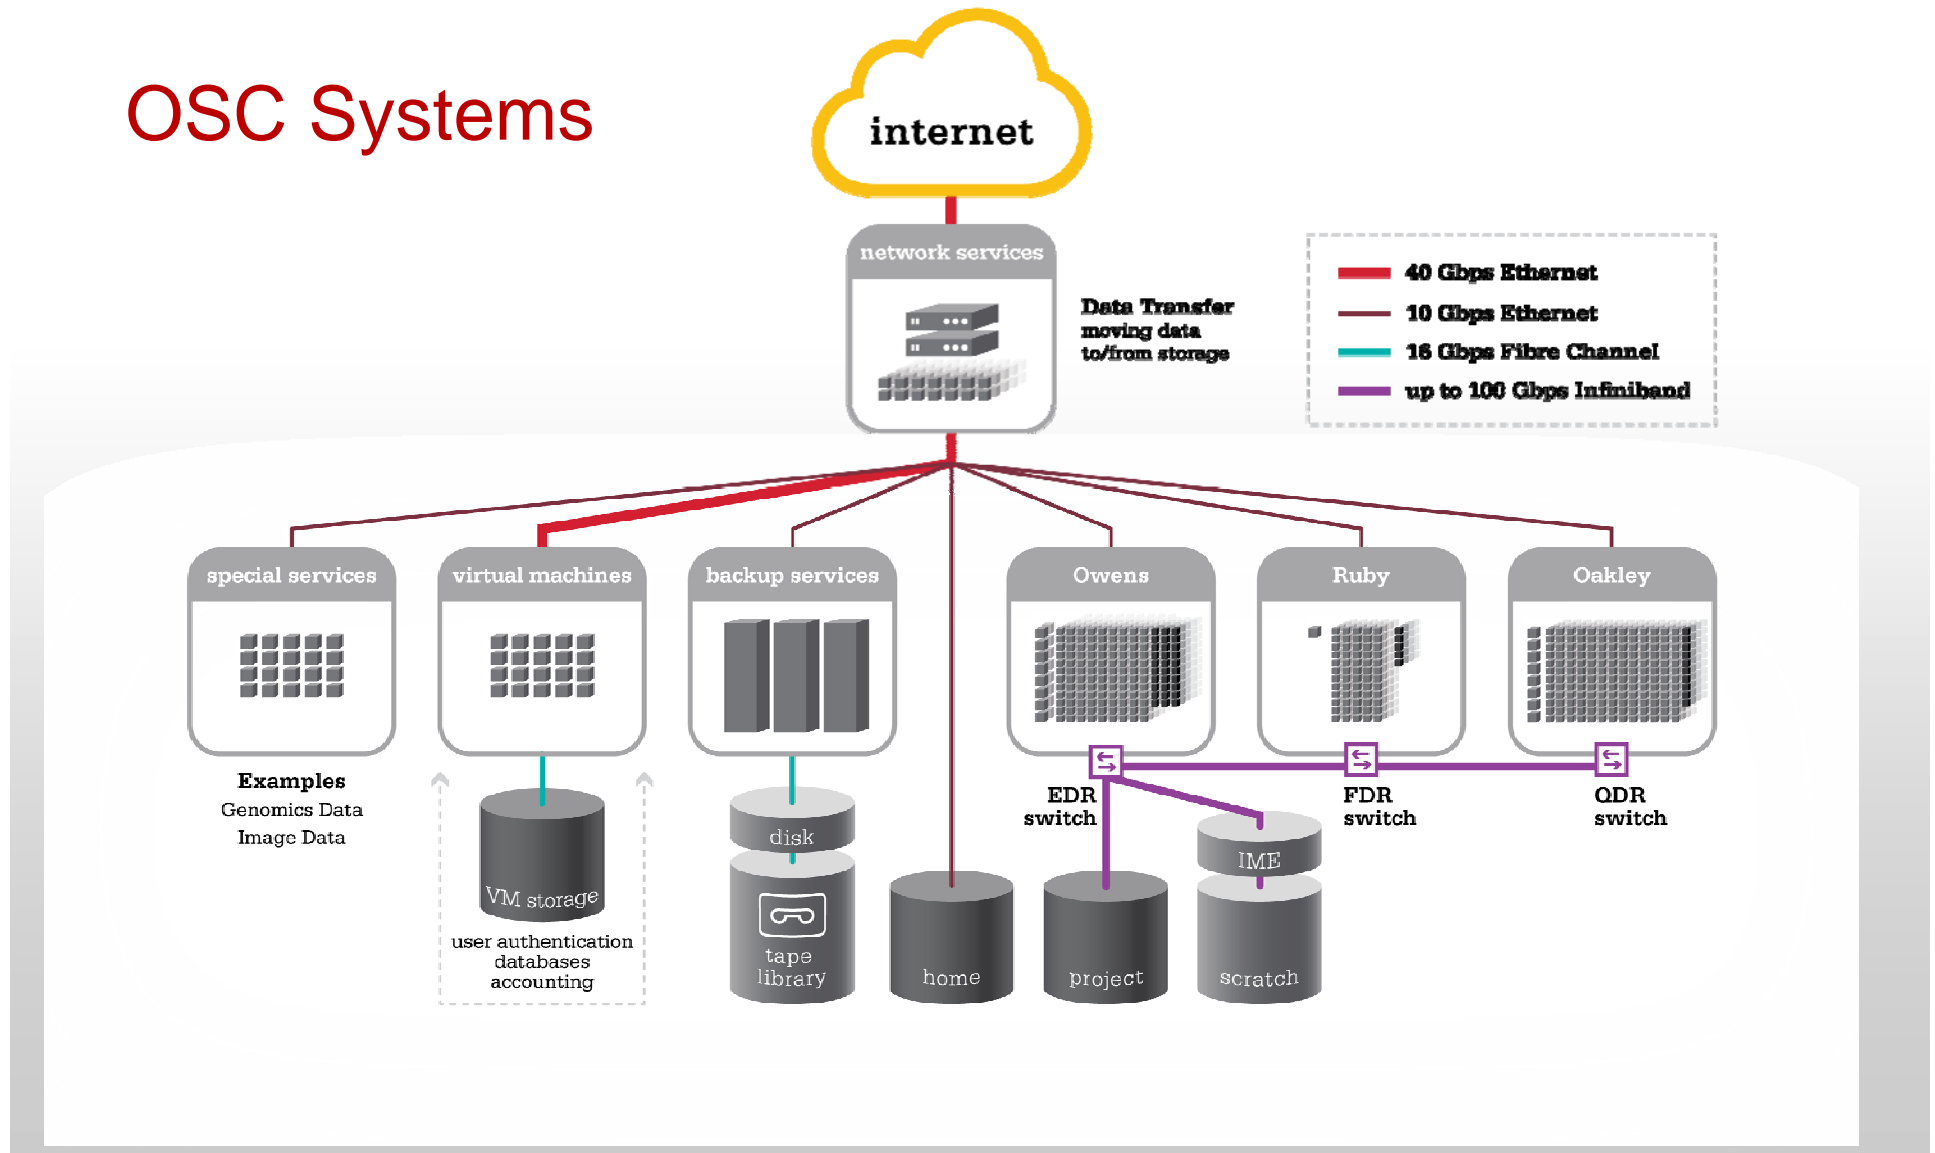 OSC Systems
internet
network services
Data Transfer
moving data
to/from storage
40 Gbps Ethernet
10 Gbps Ethernet
16 Gbps Fibre Channel
up to 100 Gbps Infiniband
special services
virtual machines
backup services
Owens
Ruby
Oakley
Examples
Genomics Data
Image Data
VM storage
user authentication
databases
accounting
disk
tape
library
home
EDR
switch
project
IME
scratch
FDR
switch
QDR
switch